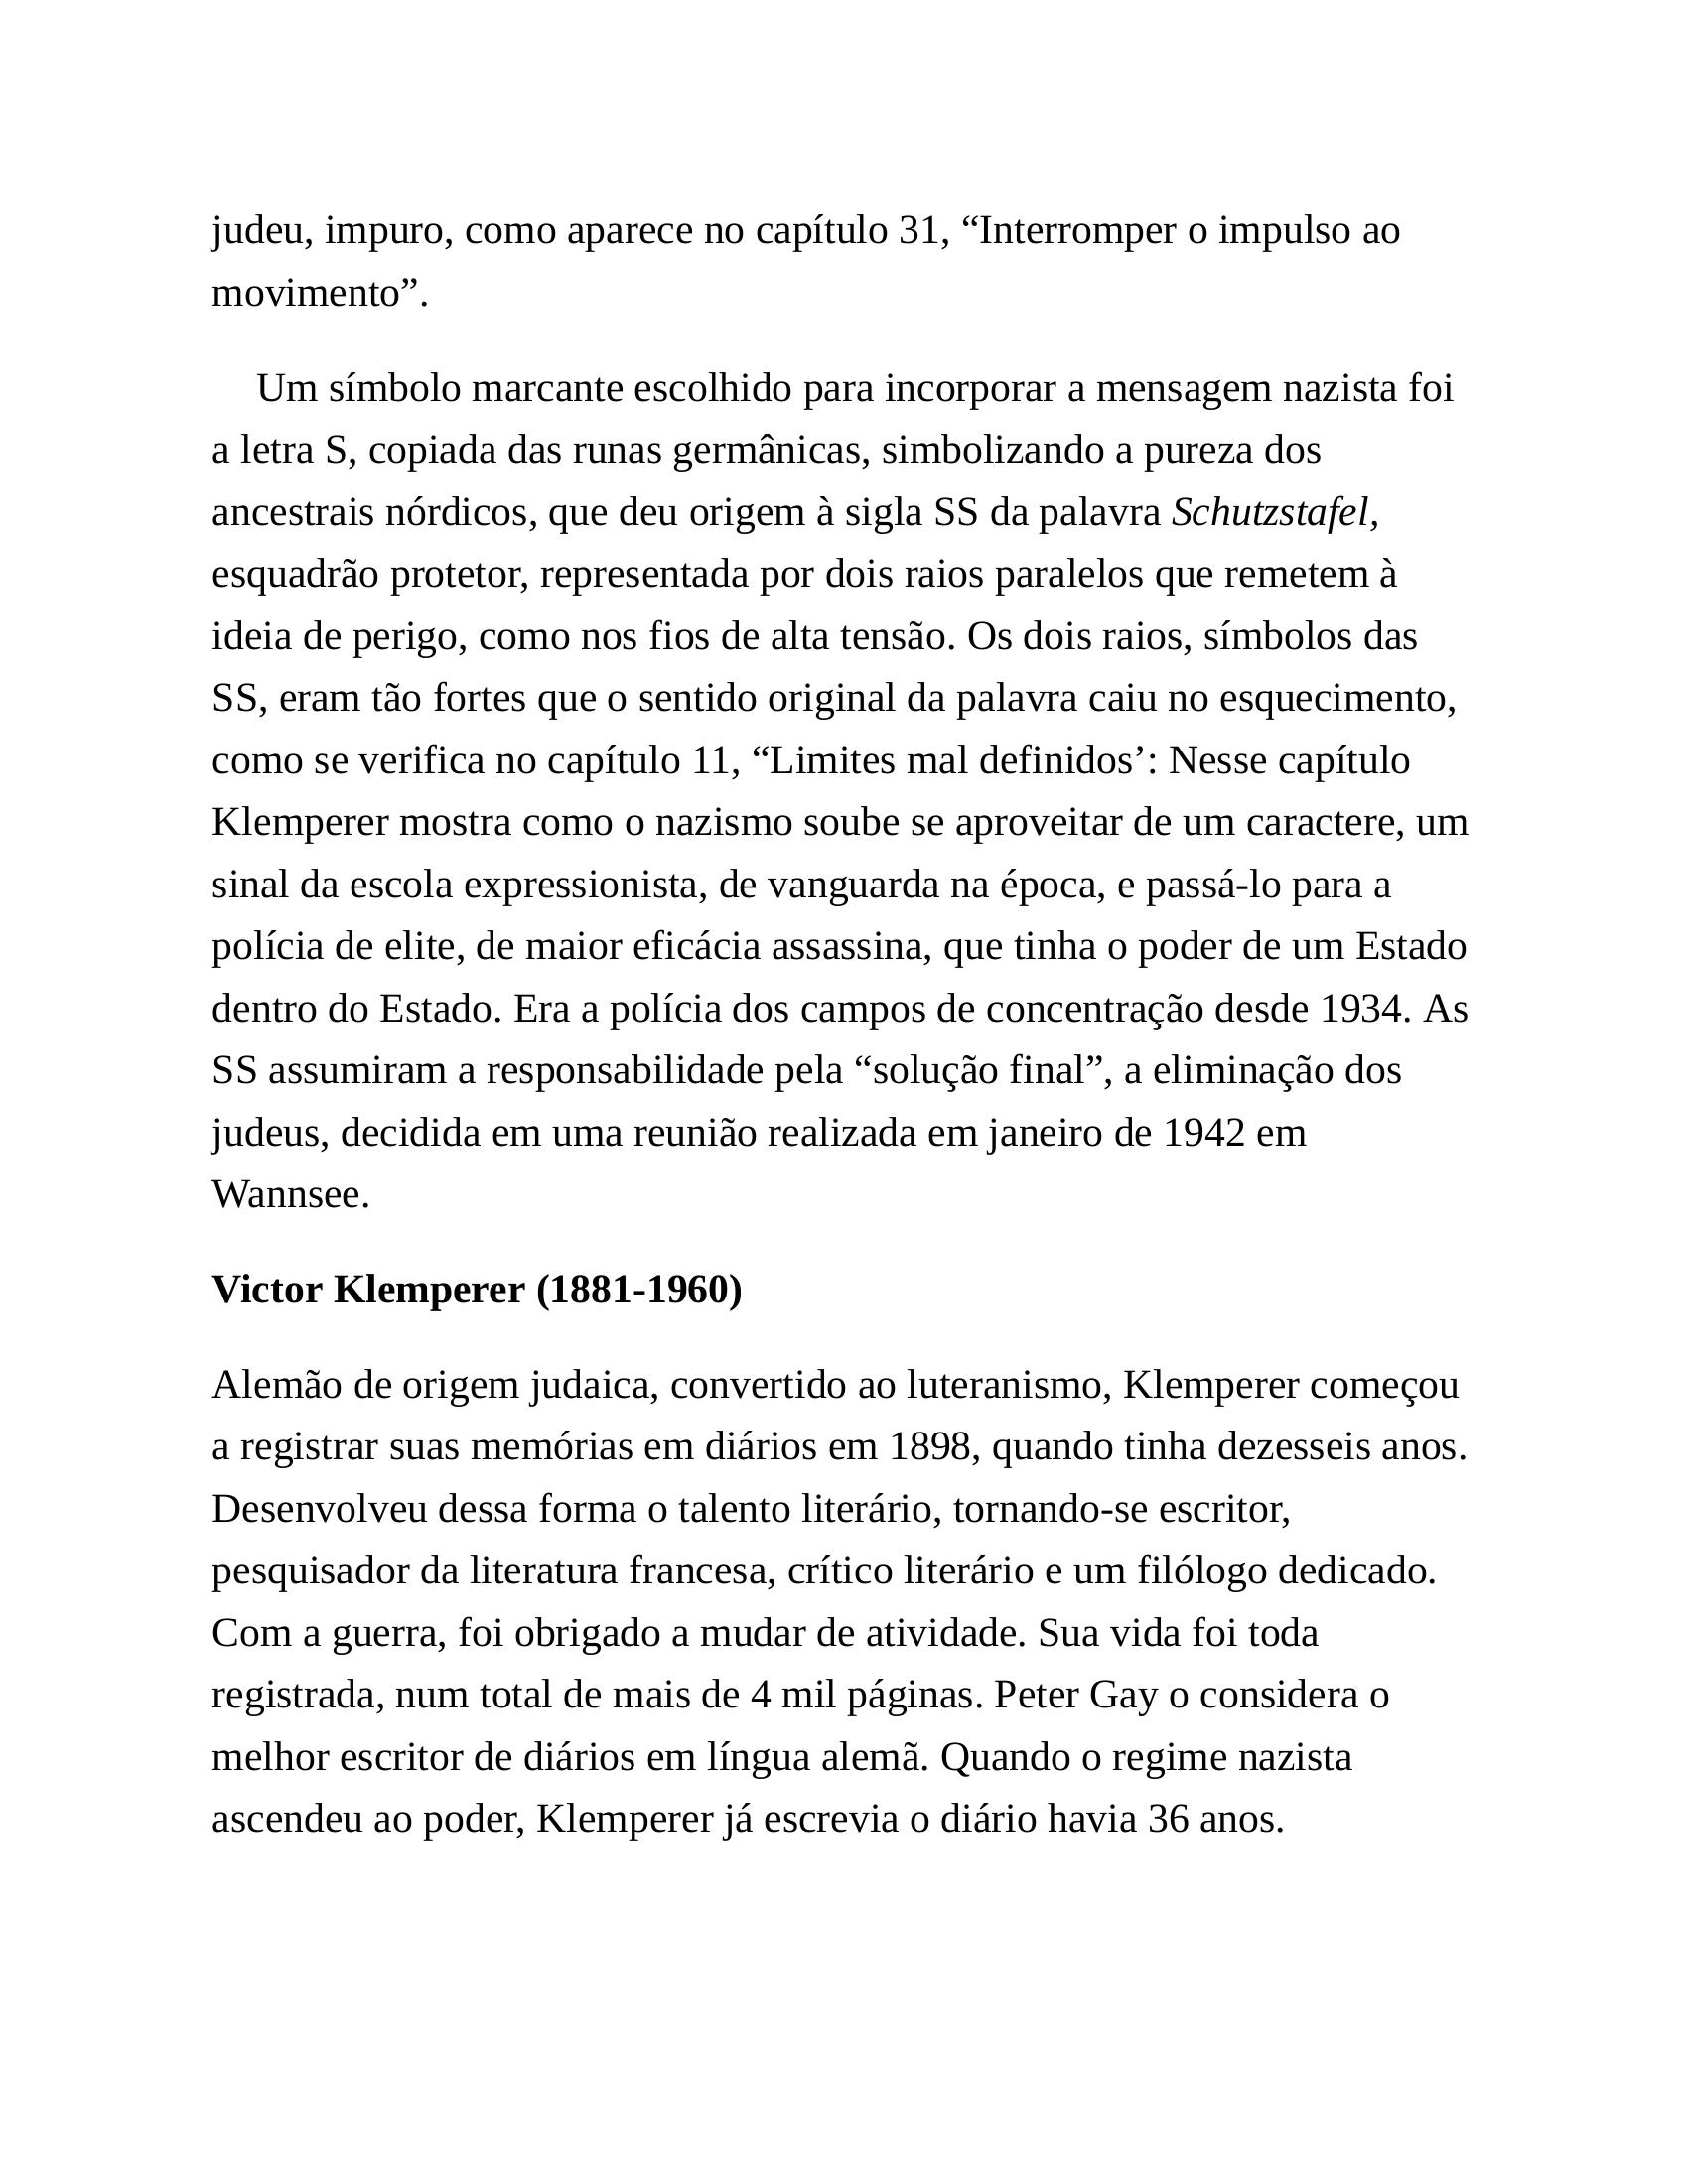 judeu, impuro, como aparece no capítulo 31, “Interromper o impulso ao
movimento”.
Um símbolo marcante escolhido para incorporar a mensagem nazista foi
a letra S, copiada das runas germânicas, simbolizando a pureza dos
ancestrais nórdicos, que deu origem à sigla SS da palavra Schutzstafel,
esquadrão protetor, representada por dois raios paralelos que remetem à
ideia de perigo, como nos fios de alta tensão. Os dois raios, símbolos das
SS, eram tão fortes que o sentido original da palavra caiu no esquecimento,
como se verifica no capítulo 11, “Limites mal definidos’: Nesse capítulo
Klemperer mostra como o nazismo soube se aproveitar de um caractere, um
sinal da escola expressionista, de vanguarda na época, e passá-lo para a
polícia de elite, de maior eficácia assassina, que tinha o poder de um Estado
dentro do Estado. Era a polícia dos campos de concentração desde 1934. As
SS assumiram a responsabilidade pela “solução final”, a eliminação dos
judeus, decidida em uma reunião realizada em janeiro de 1942 em
Wannsee.
Victor Klemperer (1881-1960)
Alemão de origem judaica, convertido ao luteranismo, Klemperer começou
a registrar suas memórias em diários em 1898, quando tinha dezesseis anos.
Desenvolveu dessa forma o talento literário, tornando-se escritor,
pesquisador da literatura francesa, crítico literário e um filólogo dedicado.
Com a guerra, foi obrigado a mudar de atividade. Sua vida foi toda
registrada, num total de mais de 4 mil páginas. Peter Gay o considera o
melhor escritor de diários em língua alemã. Quando o regime nazista
ascendeu ao poder, Klemperer já escrevia o diário havia 36 anos.